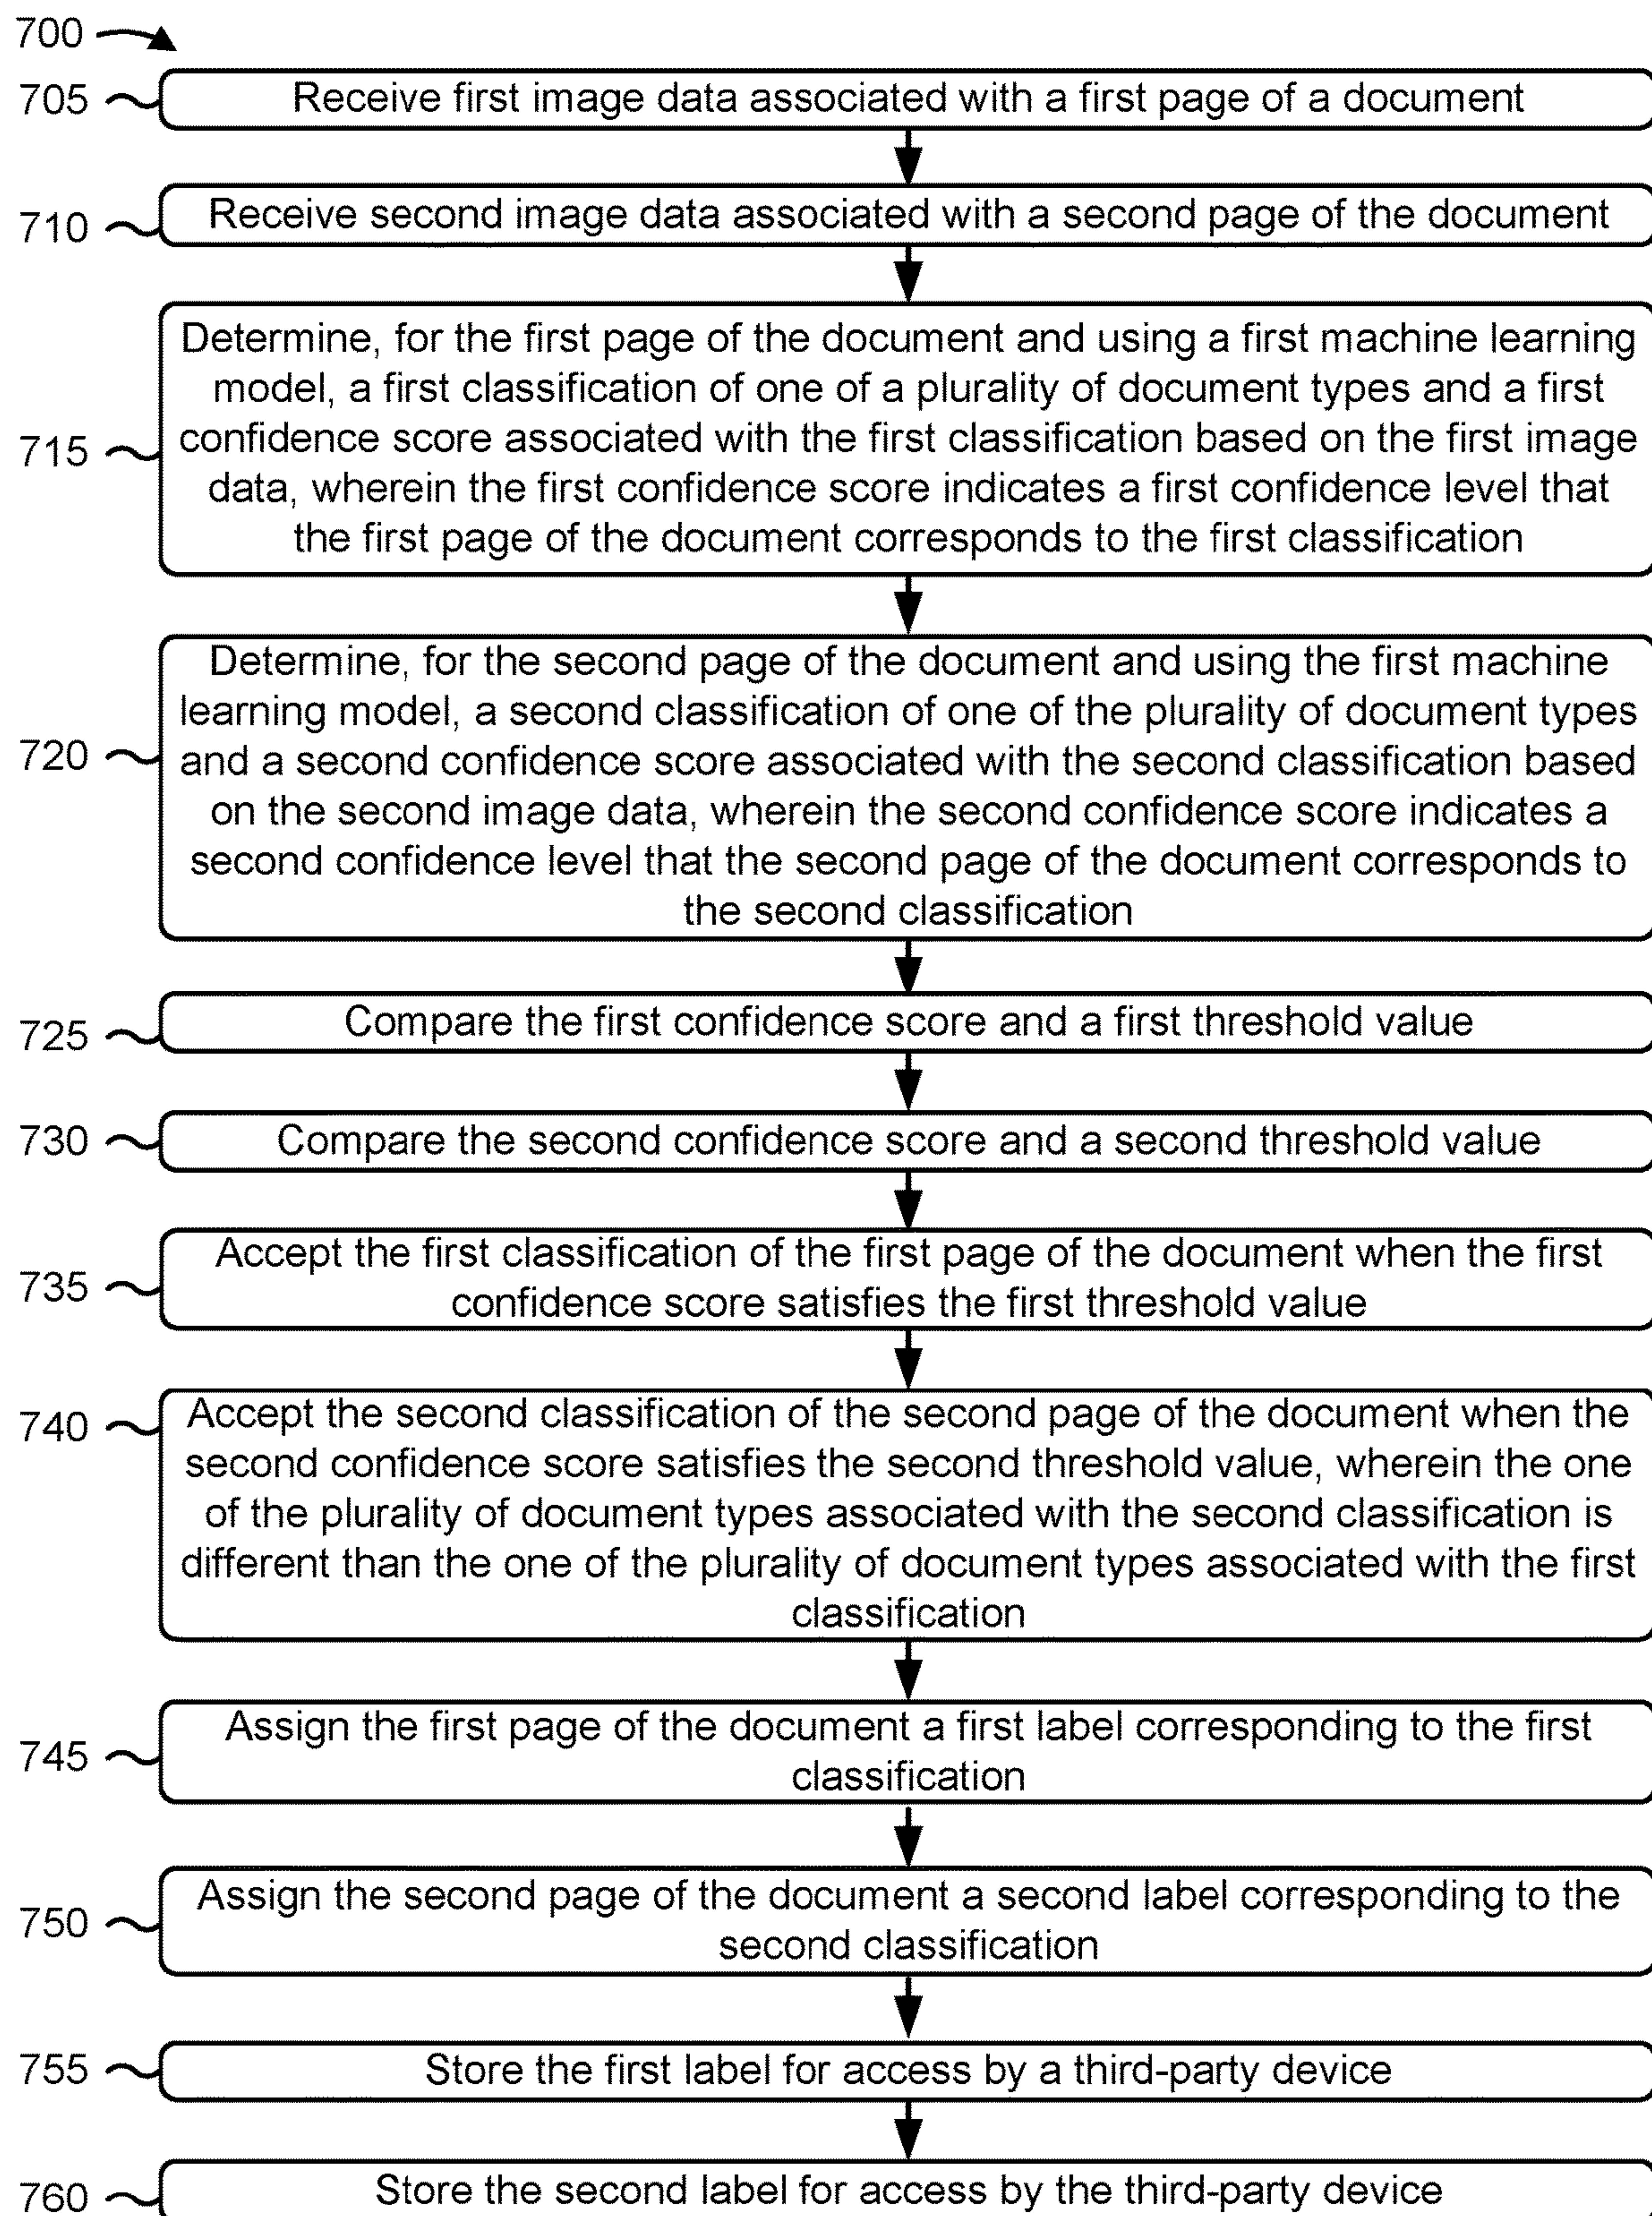 700
705
Receive first image data associated with a first page of a document
710
Receive second image data associated with a second page of the document
715
Determine, for the first page of the document and using a first machine learning
model, a first classification of one of a plurality of document types and a first
confidence score associated with the first classification based on the first image
data, wherein the first confidence score indicates a first confidence level that
the first page of the document corresponds to the first classification
720
Determine, for the second page of the document and using the first machine
learning model, a second classification of one of the plurality of document types
and a second confidence score associated with the second classification based
on the second image data, wherein the second confidence score indicates a
second confidence level that the second page of the document corresponds to
the second classification
725
Compare the first confidence score and a first threshold value
730
Compare the second confidence score and a second threshold value
735
Accept the first classification of the first page of the document when the first
confidence score satisfies the first threshold value
740
Accept the second classification of the second page of the document when the
second confidence score satisfies the second threshold value, wherein the one
of the plurality of document types associated with the second classification is
different than the one of the plurality of document types associated with the first
classification
745
Assign the first page of the document a first label corresponding to the first
classification
750
Assign the second page of the document a second label corresponding to the
second classification
755
Store the first label for access by a third-party device
760
Store the second label for access by the third-party device